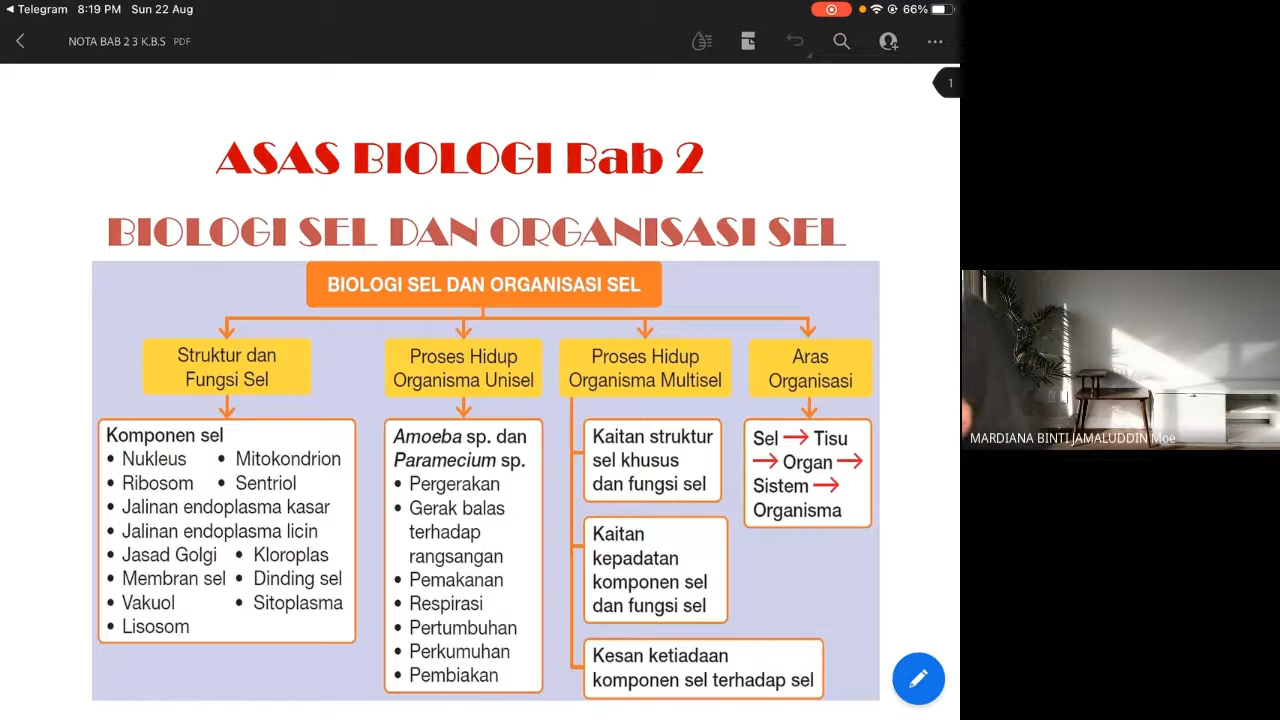 Telegram 8:19 PM Sun 22 Aug 66%
NOTA BAB 2 3 K.B.S PDF
1
ASAS BIOLOGI Bab 2
BIOLOGI SEL DAN ORGANISASI SEL
BIOLOGI SEL DAN ORGANISASI SEL
Struktur dan
Fungsi Sel
Komponen sel
• Nukleus • Mitokondrion
• Ribosom • Sentriol
• Jalinan endoplasma kasar
• Jalinan endoplasma licin
• Jasad Golgi • Kloroplas
• Membran sel • Dinding sel
• Vakuol • Sitoplasma
• Lisosom
Proses Hidup
Organisma Unisel
Amoeba sp. dan
Paramecium sp.
• Pergerakan
• Gerak balas
terhadap
rangsangan
• Pemakanan
• Respirasi
• Pertumbuhan
• Perkumuhan
• Pembiakan
Proses Hidup
Organisma Multisel
Kaitan struktur
sel khusus
dan fungsi sel
Kaitan
kepadatan
komponen sel
dan fungsi sel
Kesan ketiadaan
komponen sel terhadap sel
Aras
Organisasi
Sel → Tisu
→ Organ →
Sistem →
Organisma
MARDIANA BINTI JAMALUDDIN Moe